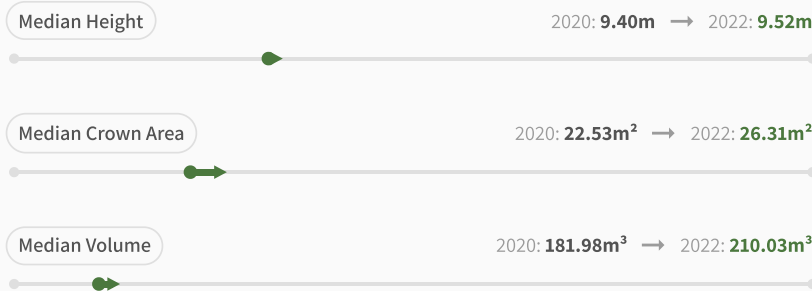 Median Height 2020: 9.40m → 2022: 9.52m
Median Crown Area 2020: 22.53m² → 2022: 26.31m²
Median Volume 2020: 181.98m³ → 2022: 210.03m³